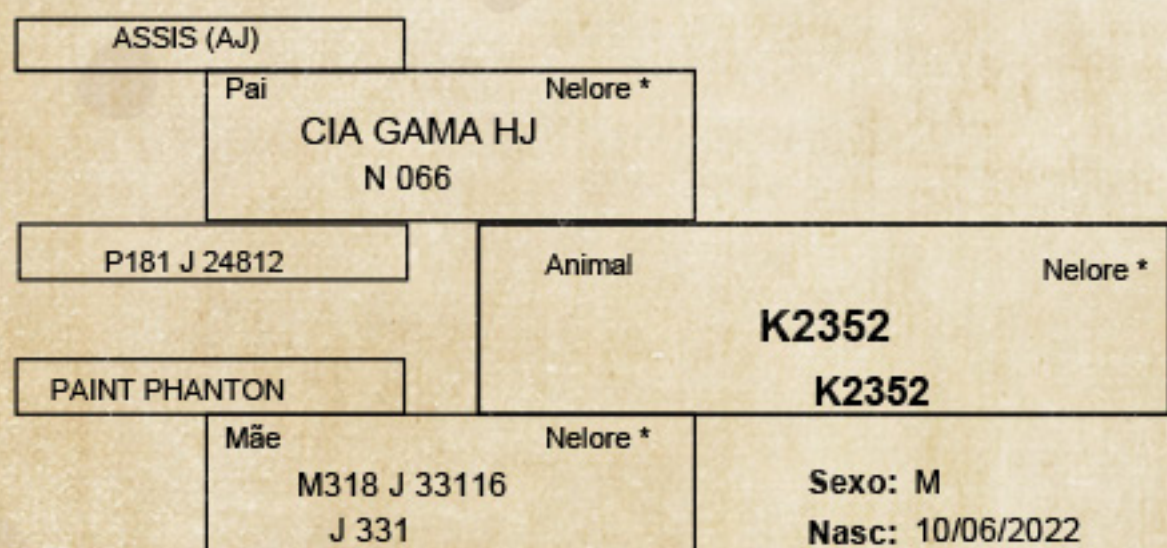 ASSIS (AJ)
Pai Nelore *
CIA GAMA HJ
N 066
P181 J 24812
Animal Nelore *
K2352
K2352
PAINT PHANTON
Mãe Nelore *
M318 J 33116
J 331
Sexo: M
Nasc: 10/06/2022